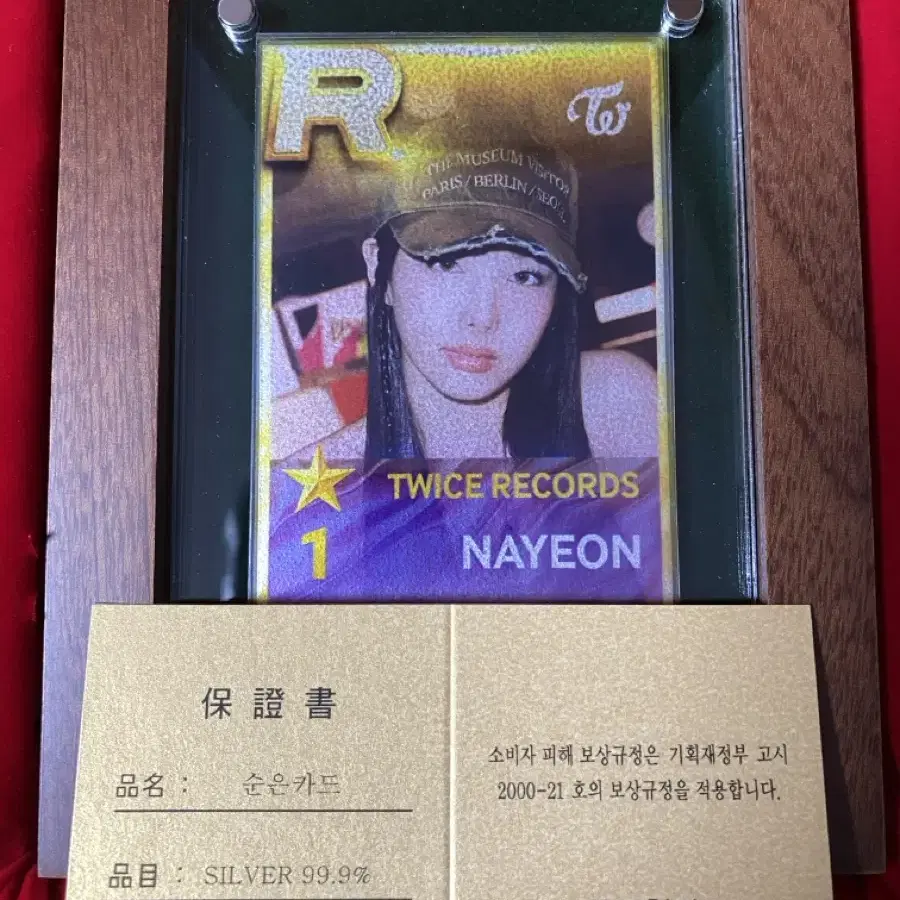 R
TW
THE MUSEUM VISITOR
PARIS/BERLIN/SEOUL
TWICE RECORDS
1
NAYEON
保證書
品名 : 순은카드
品目 : SILVER 99.9%
소비자 피해 보상규정은 기획재정부 고시
2000-21 호의 보상규정을 적용합니다.